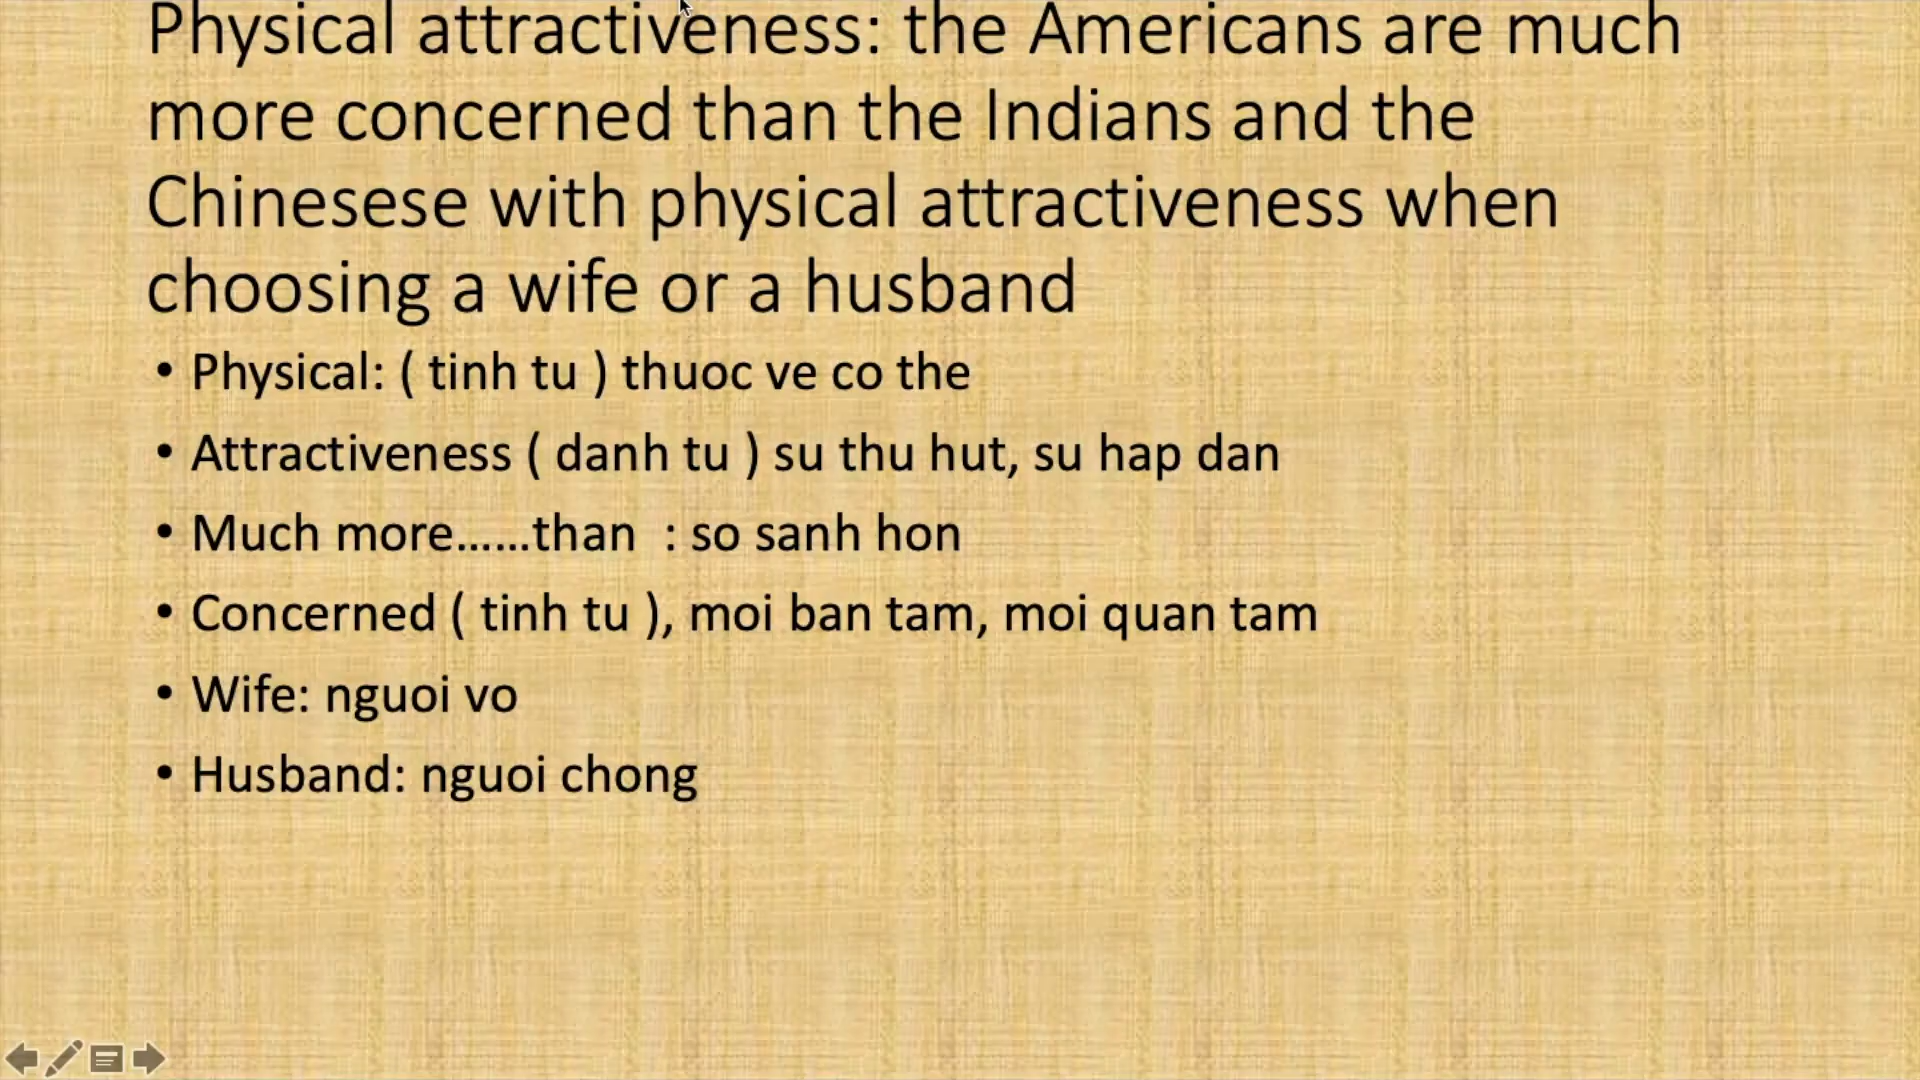 Physical attractiveness: the Americans are much
more concerned than the Indians and the
Chinesese with physical attractiveness when
choosing a wife or a husband
• Physical: ( tinh tu ) thuoc ve co the
• Attractiveness ( danh tu ) su thu hut, su hap dan
• Much more……than  : so sanh hon
• Concerned ( tinh tu ), moi ban tam, moi quan tam
• Wife: nguoi vo
• Husband: nguoi chong